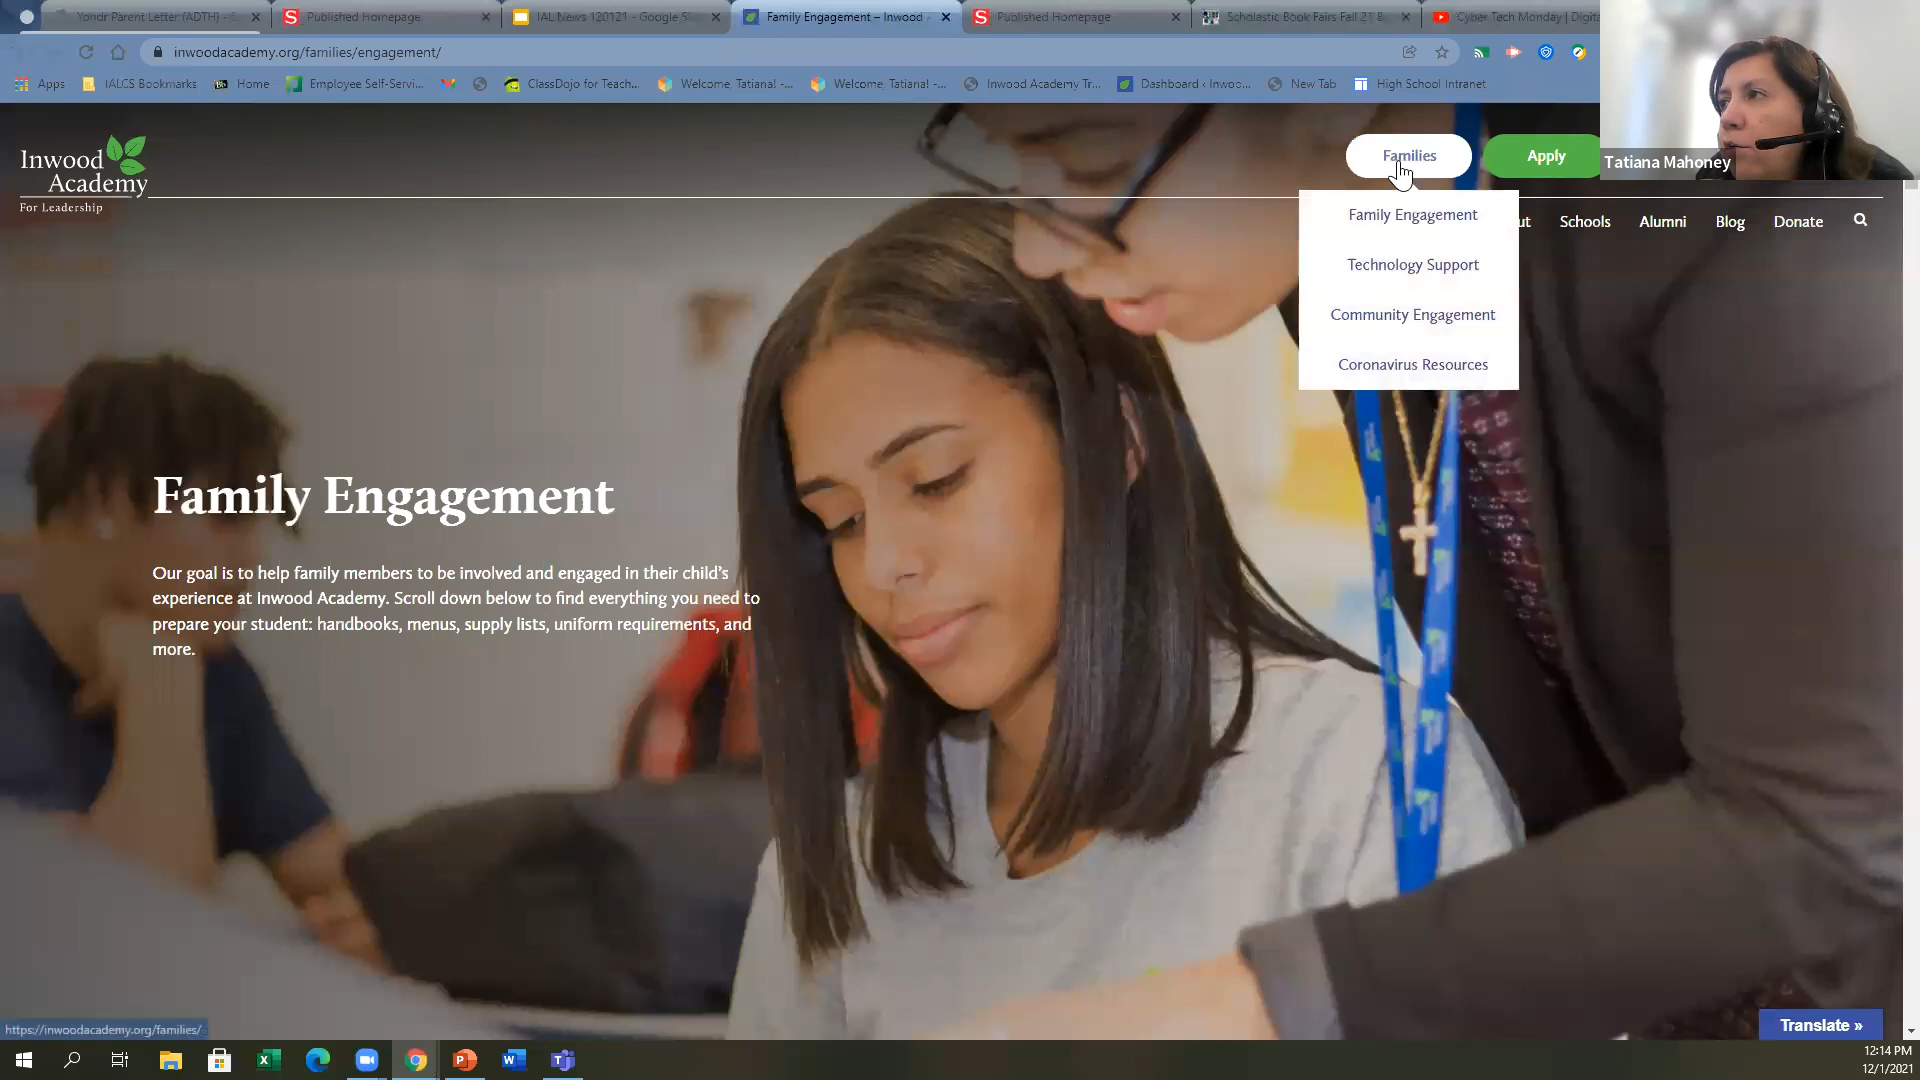 Yondr Parent Letter (ADTH) -
Published Homepage
IAL News 120121 - Google Sli
Family Engagement – Inwood
Published Homepage
Scholastic Book Fairs Fall 21 B
Cyber Tech Monday | Digita
inwoodacademy.org/families/engagement/
Apps
IALCS Bookmarks
Home
Employee Self-Servi...
ClassDojo for Teach...
Welcome, Tatiana! -...
Welcome, Tatiana! -...
Inwood Academy Tr...
Dashboard ‹ Inwoo...
New Tab
High School Intranet
Inwood
Academy
For Leadership
Families
Apply
Tatiana Mahoney
Family Engagement
Technology Support
Community Engagement
Coronavirus Resources
ut
Schools
Alumni
Blog
Donate
Family Engagement
Our goal is to help family members to be involved and engaged in their child’s
experience at Inwood Academy. Scroll down below to find everything you need to
prepare your student: handbooks, menus, supply lists, uniform requirements, and
more.
https://inwoodacademy.org/families/
Translate »
12:14 PM
12/1/2021